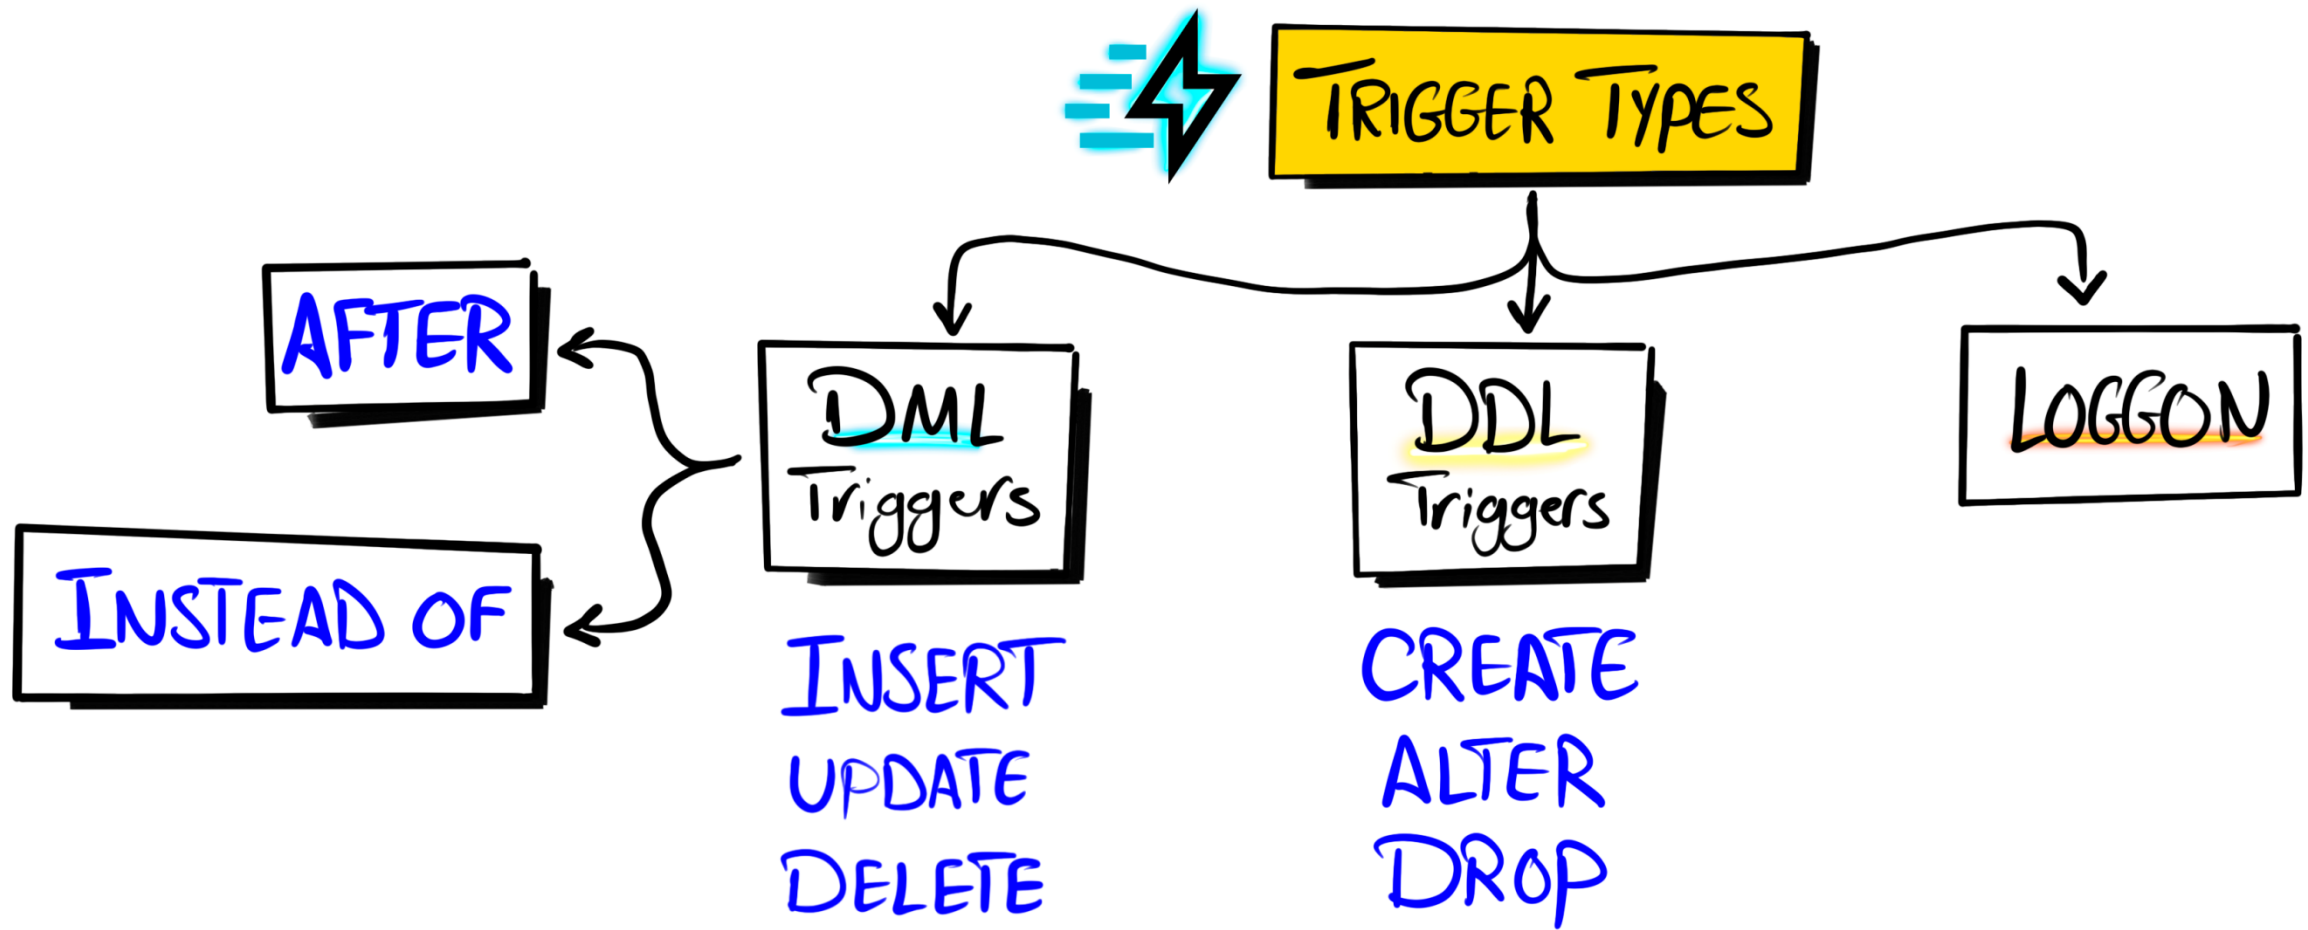 TRIGGER TYPES
AFTER
INSTEAD OF
DML
Triggers
INSERT
UPDATE
DELETE
DDL
Triggers
CREATE
ALTER
DROP
LOGGON